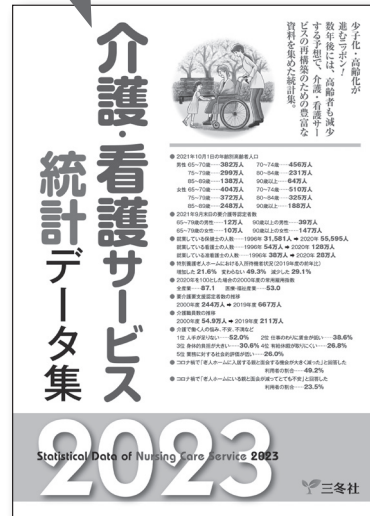 少子化・高齢化が
進むニッポン!
数年後には、高齢者も減少
する予想で、介護・看護サー
ビスの再構築のための豊富な
資料を集めた統計集。
介護・看護サービス
統計データ集
● 2021年10月1日の年齢別高齢者人口
男性 65~70歳……362万人 70~74歳……456万人
75~79歳……299万人 80~84歳……231万人
85~89歳……138万人 90歳以上……64万人
女性 65~70歳……404万人 70~74歳……510万人
75~79歳……372万人 80~84歳……325万人
85~89歳……248万人 90歳以上……188万人
● 2021年9月末日の要介護等認定者数
65~79歳の男性……12万人 90歳以上の男性……39万人
65~79歳の女性……10万人 90歳以上の女性……147万人
● 就業している保健士の人数……1996年 31,581人 ➡ 2020年 55,595人
就業している看護士の人数……1996年 54万人 ➡ 2020年 128万人
就業している准看護士の人数……1996年 38万人 ➡ 2020年 28万人
● 特別養護老人ホームにおける入所待機者状況(2019年度の前年比)
増加した 21.6% 変わらない 49.3% 減少した 29.1%
● 2020年を100とした場合の2000年度の常用雇用指数
全産業……87.1 医療・福祉産業……53.0
● 要介護要支援認定者数の推移
2000年度 244万人 ➡ 2019年度 667万人
● 介護職員数の推移
2000年度 54.9万人 ➡ 2019年度 211万人
● 介護で働く人の悩み、不安、不満など
1位 人手が足りない……52.0% 2位 仕事のわりに賃金が低い……38.6%
3位 身体的負担が大きい……30.6% 4位 有給休暇が取りにくい……26.8%
5位 業務に対する社会的評価が低い……26.0%
● コロナ禍で「老人ホームに入居する親と面会する機会が大きく減った」と回答した
利用者の割合……49.2%
● コロナ禍で「老人ホームにいる親と面会が減ってとても不安」と回答した
利用者の割合……23.5%
2023
Statistical Data of Nursing Care Service 2023
三冬社